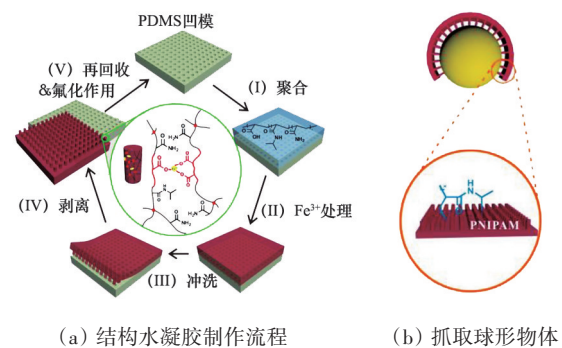 PDMS凹模
(V) 再回收
&氟化作用
(I) 聚合
(II) Fe³⁺处理
(III) 冲洗
(IV) 剥离
PNIPAM
(a) 结构水凝胶制作流程
(b) 抓取球形物体